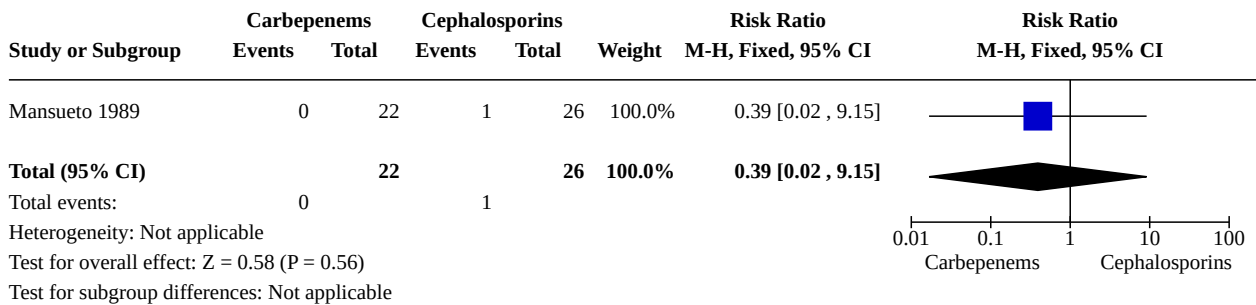 Carbepenems Cephalosporins Risk Ratio Risk Ratio
Study or Subgroup Events Total Events Total Weight M-H, Fixed, 95% CI M-H, Fixed, 95% CI
Mansueto 1989 0 22 1 26 100.0% 0.39 [0.02 , 9.15]
Total (95% CI) 22 26 100.0% 0.39 [0.02 , 9.15]
Total events: 0 1
Heterogeneity: Not applicable 0.01 0.1 1 10 100
Test for overall effect: Z = 0.58 (P = 0.56) Carbepenems Cephalosporins
Test for subgroup differences: Not applicable